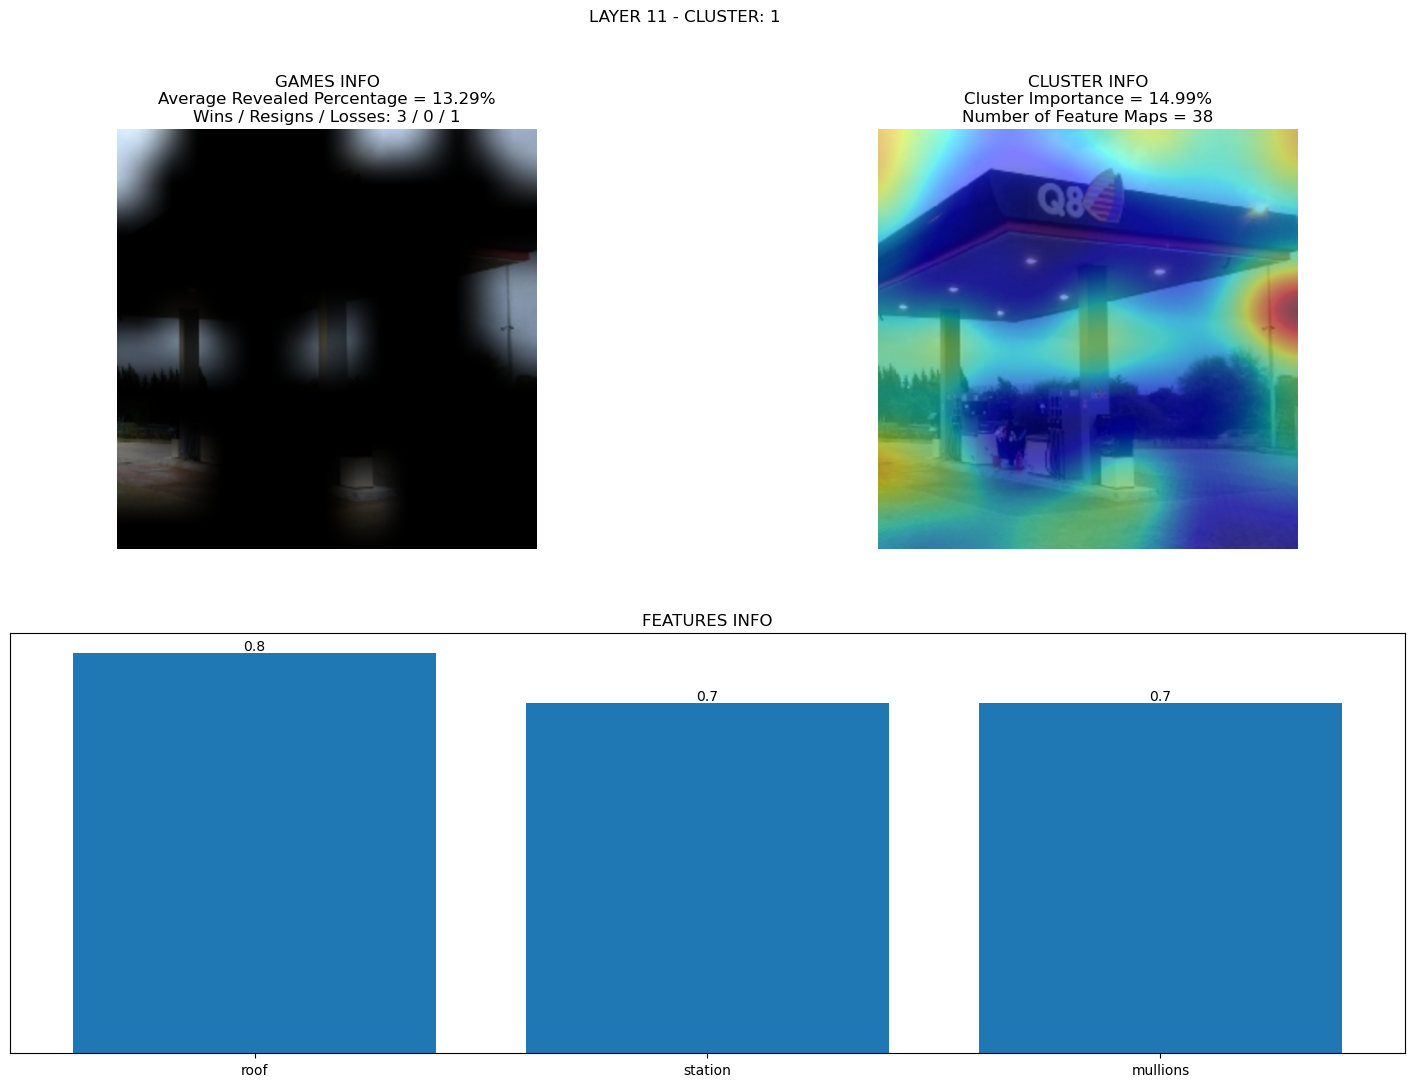 LAYER 11 - CLUSTER: 1
GAMES INFO
Average Revealed Percentage = 13.29%
Wins / Resigns / Losses: 3 / 0 / 1
CLUSTER INFO
Cluster Importance = 14.99%
Number of Feature Maps = 38
Q8
FEATURES INFO
0.8
0.7
0.7
roof
station
mullions